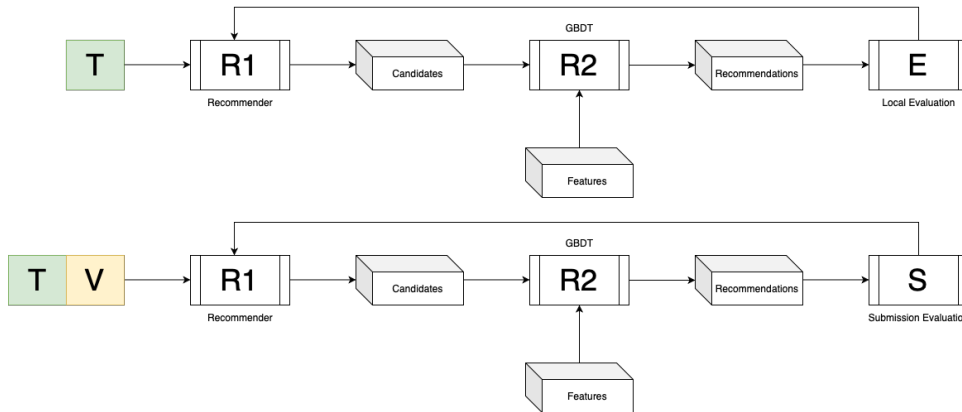 GBDT
T
R1
Candidates
R2
Recommendations
E
Recommender
Local Evaluation
Features
GBDT
T V
R1
Candidates
R2
Recommendations
S
Recommender
Submission Evaluation
Features